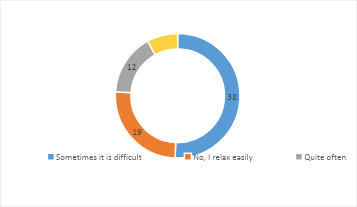 38
12
19
Sometimes it is difficult No, I relax easily Quite often